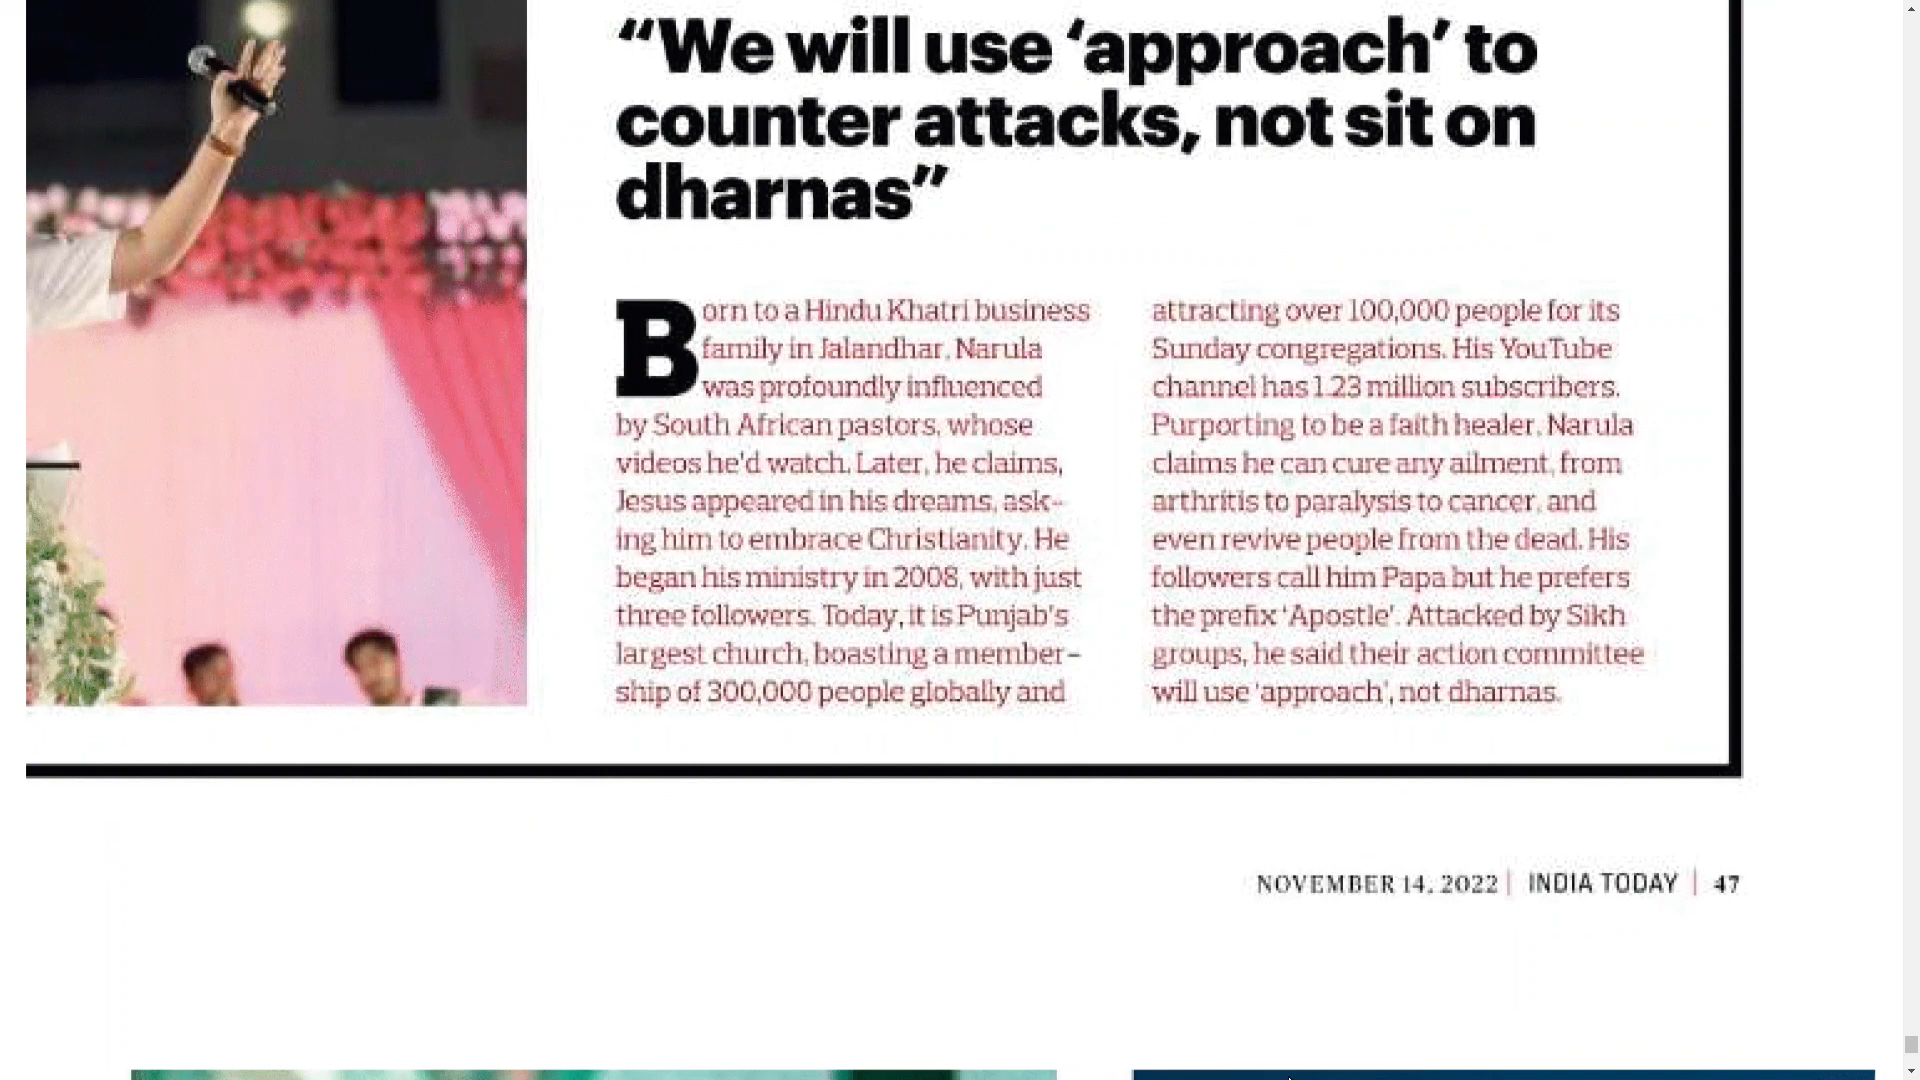 “We will use ‘approach’ to
counter attacks, not sit on
dharnas”
Born to a Hindu Khatri business
family in Jalandhar, Narula
was profoundly influenced
by South African pastors, whose
videos he'd watch. Later, he claims,
Jesus appeared in his dreams, ask-
ing him to embrace Christianity. He
began his ministry in 2008, with just
three followers. Today, it is Punjab's
largest church, boasting a member-
ship of 300,000 people globally and
attracting over 100,000 people for its
Sunday congregations. His YouTube
channel has 1.23 million subscribers.
Purporting to be a faith healer, Narula
claims he can cure any ailment, from
arthritis to paralysis to cancer, and
even revive people from the dead. His
followers call him Papa but he prefers
the prefix ‘Apostle’. Attacked by Sikh
groups, he said their action committee
will use ‘approach’, not dharnas.
NOVEMBER 14, 2022 | INDIA TODAY | 47